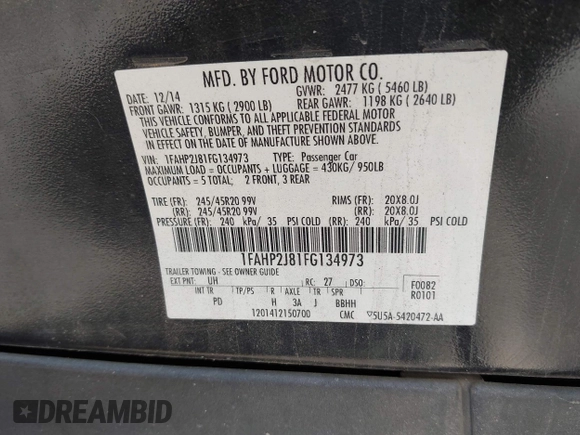 MFD. BY FORD MOTOR CO.
DATE: 12/14 GVWR: 2477 KG ( 5460 LB)
FRONT GAWR: 1315 KG ( 2900 LB) REAR GAWR: 1198 KG ( 2640 LB)
THIS VEHICLE CONFORMS TO ALL APPLICABLE FEDERAL MOTOR
VEHICLE SAFETY, BUMPER, AND THEFT PREVENTION STANDARDS
IN EFFECT ON THE DATE OF MANUFACTURE SHOWN ABOVE.
VIN: 1FAHP2J81FG134973 TYPE: Passenger Car
MAXIMUM LOAD = OCCUPANTS + LUGGAGE = 430KG/ 950LB
OCCUPANTS = 5 TOTAL; 2 FRONT, 3 REAR
TIRE (FR): 245/45R20 99V RIMS (FR): 20X8.0J
(RR): 245/45R20 99V (RR): 20X8.0J
PRESSURE (FR): 240 kPa/ 35 PSI COLD (RR): 240 kPa/ 35 PSI COLD
1FAHP2J81FG134973
TRAILER TOWING - SEE OWNER GUIDE
EXT PNT: UH RC: 27 DSO: F0082
INT TR TP/PS R AXLE TR SPR R0101
PD H 3A J BBHH
1201412150700 CMC 5U5A-5420472-AA
DREAMBID